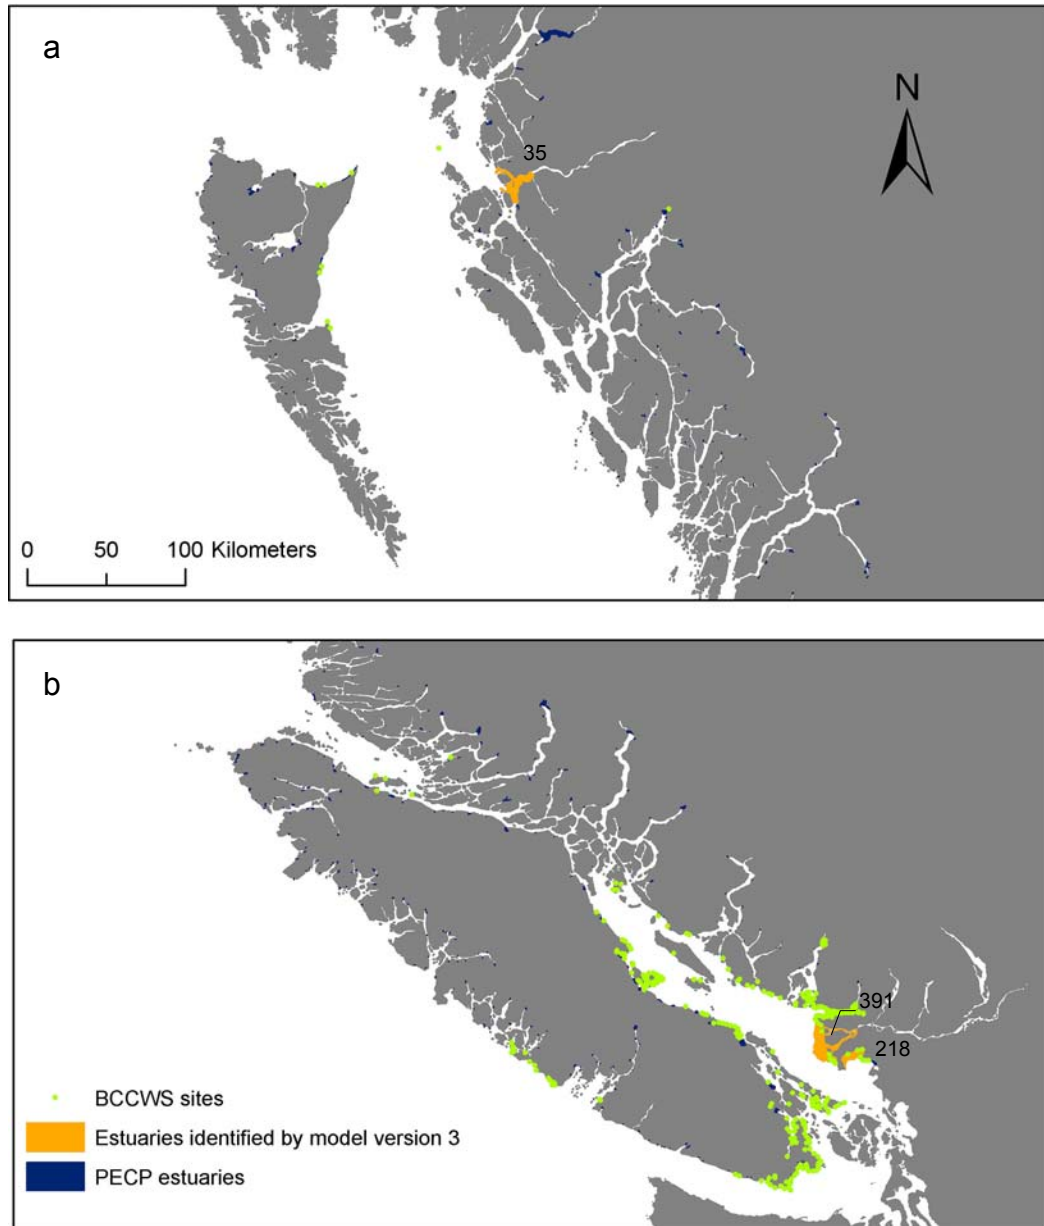 a
N
35
0 50 100 Kilometers
b
391
218
BCCWS sites
Estuaries identified by model version 3
PECP estuaries